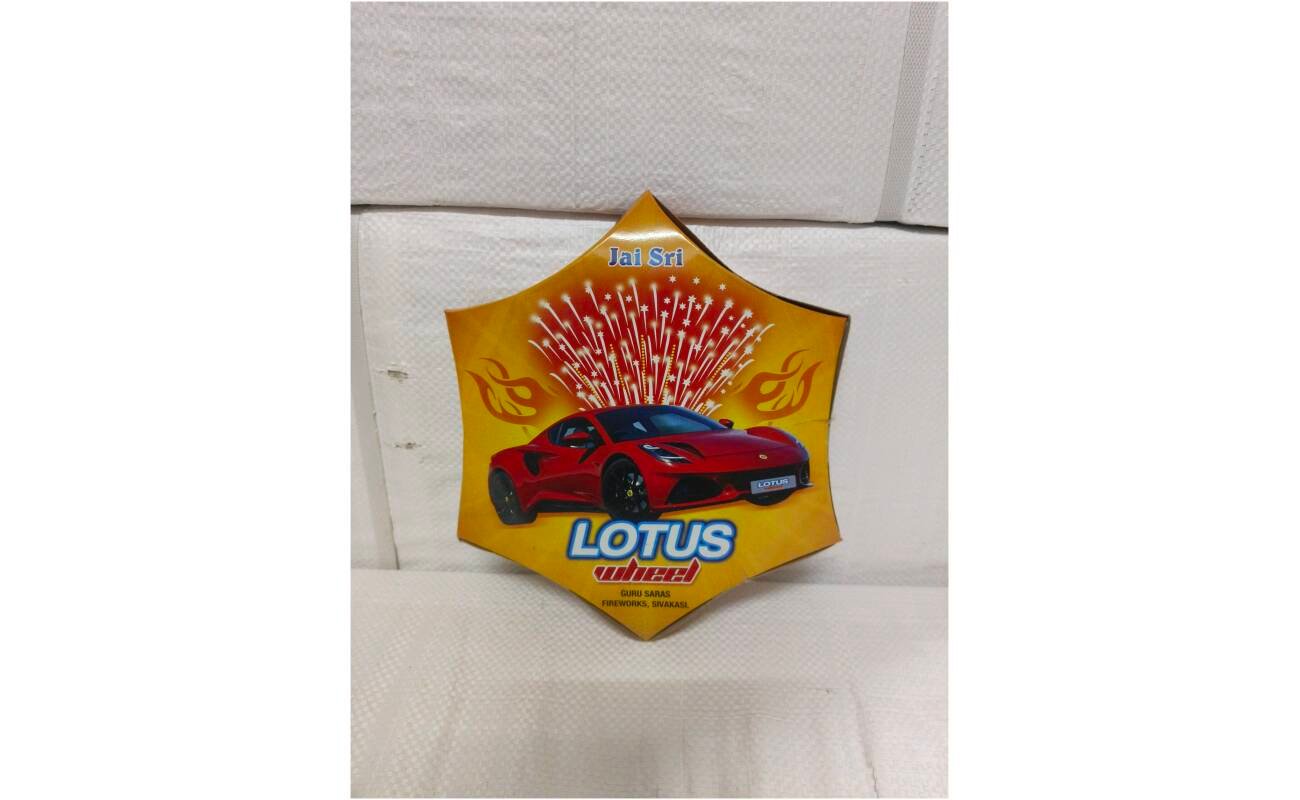 Jai Sri
LOTUS
LOTUS
wheel
GURU SARAS
FIREWORKS, SIVAKASI.